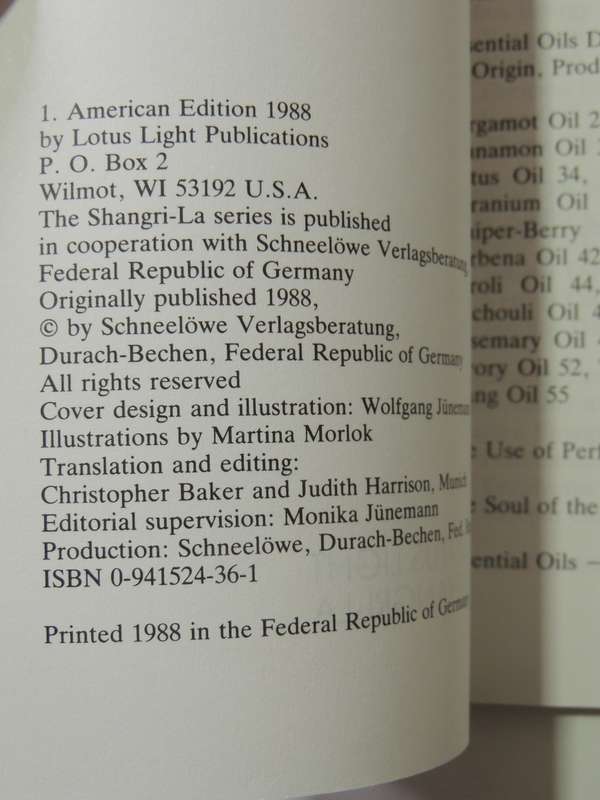 1. American Edition 1988
by Lotus Light Publications
P. O. Box 2
Wilmot, WI 53192 U.S.A.
The Shangri-La series is published
in cooperation with Schneelöwe Verlagsberatung
Federal Republic of Germany
Originally published 1988,
© by Schneelöwe Verlagsberatung,
Durach-Bechen, Federal Republic of Germany
All rights reserved
Cover design and illustration: Wolfgang Jünemann
Illustrations by Martina Morlok
Translation and editing:
Christopher Baker and Judith Harrison, Munich
Editorial supervision: Monika Jünemann
Production: Schneelöwe, Durach-Bechen, Fed.
ISBN 0-941524-36-1
Printed 1988 in the Federal Republic of Germany
ential Oils D
Origin, Prod
rgamot Oil 2
nnamon Oil
tus Oil 34,
ranium Oil
niper-Berry
rbena Oil 42
roli Oil 44,
chouli Oil 4
semary Oil
ory Oil 52,
ng Oil 55
Use of Perf
Soul of the
ential Oils –